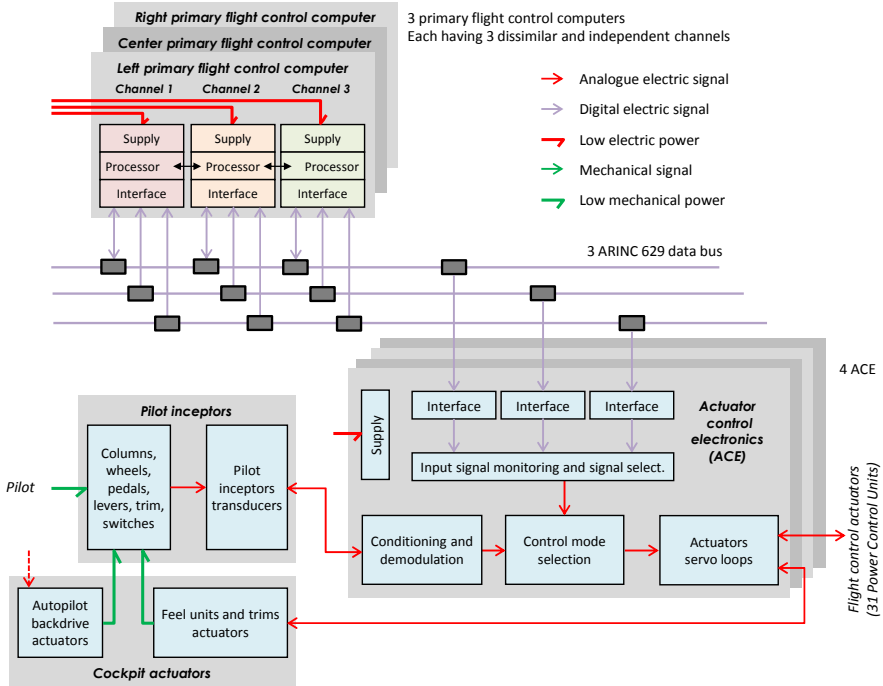 Right primary flight control computer
Center primary flight control computer
Left primary flight control computer
Channel 1
Channel 2
Channel 3
Supply
Supply
Supply
Processor
Processor
Processor
Interface
Interface
Interface
3 primary flight control computers
Each having 3 dissimilar and independent channels
Analogue electric signal
Digital electric signal
Low electric power
Mechanical signal
Low mechanical power
3 ARINC 629 data bus
4 ACE
Supply
Interface
Interface
Interface
Actuator
control
electronics
(ACE)
Input signal monitoring and signal select.
Conditioning and
demodulation
Control mode
selection
Actuators
servo loops
Flight control actuators
(31 Power Control Units)
Pilot inceptors
Pilot
Columns,
wheels,
pedals,
levers, trim,
switches
Pilot
inceptors
transducers
Autopilot
backdrive
actuators
Feel units and trims
actuators
Cockpit actuators